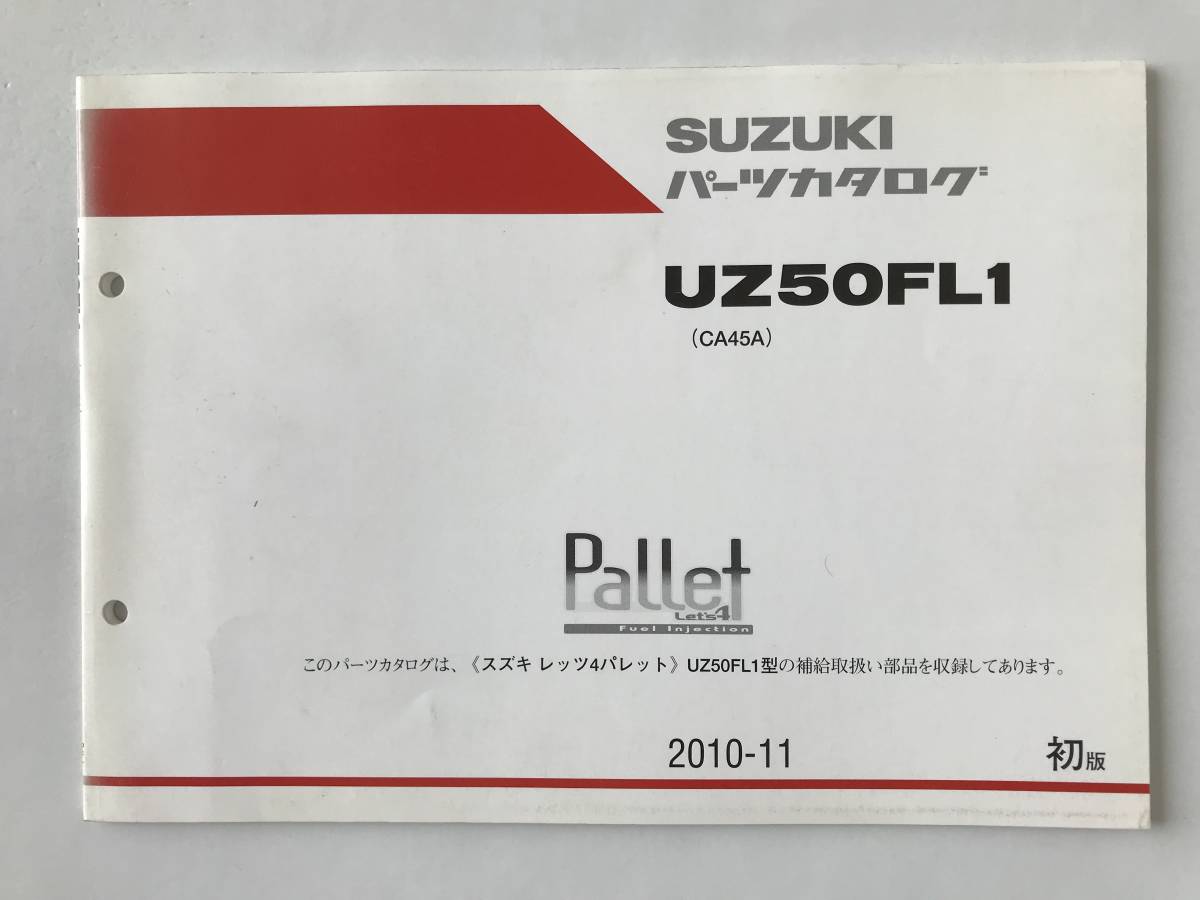 SUZUKI
パーツカタログ
UZ50FL1
(CA45A)
Pallet
Let's4
Fuel Injection
このパーツカタログは、《スズキ レッツ4パレット》UZ50FL1型の補給取扱い部品を収録してあります。
2010-11 初版